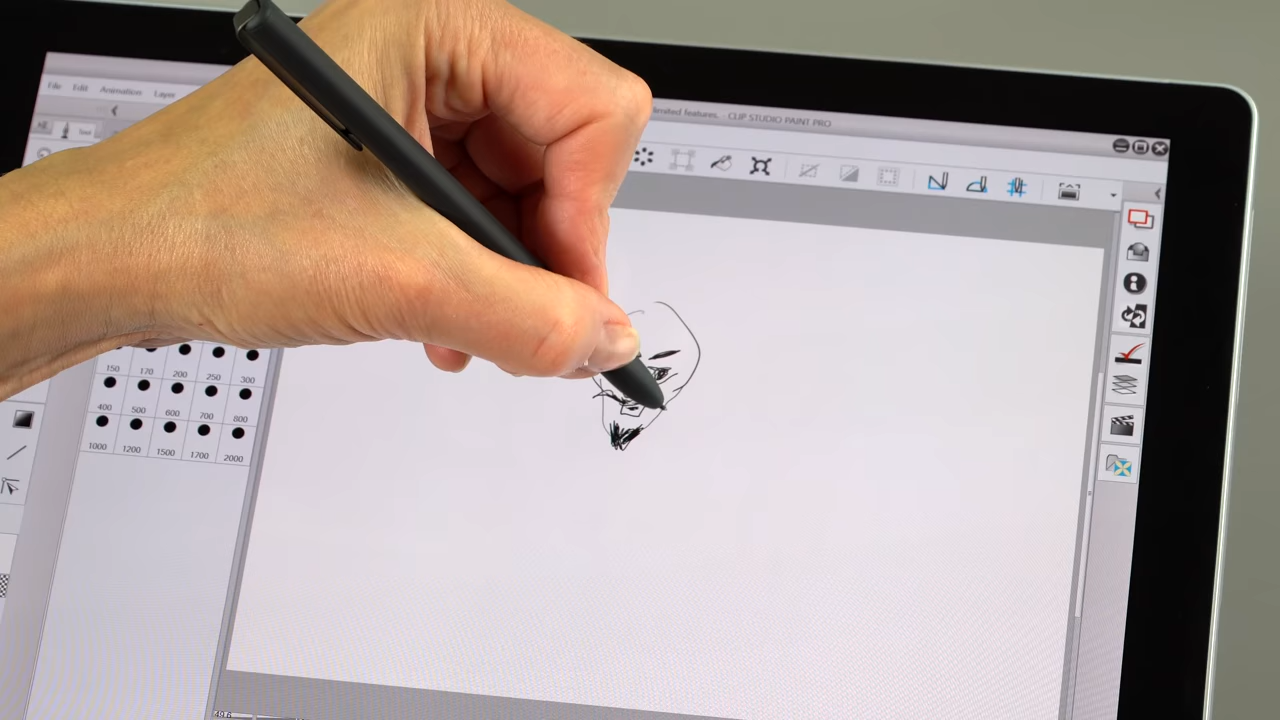 File Edit Animation Layer
limited features. - CLIP STUDIO PAINT PRO
150 170 200 250 300
400 500 600 700 800
1000 1200 1500 1700 2000